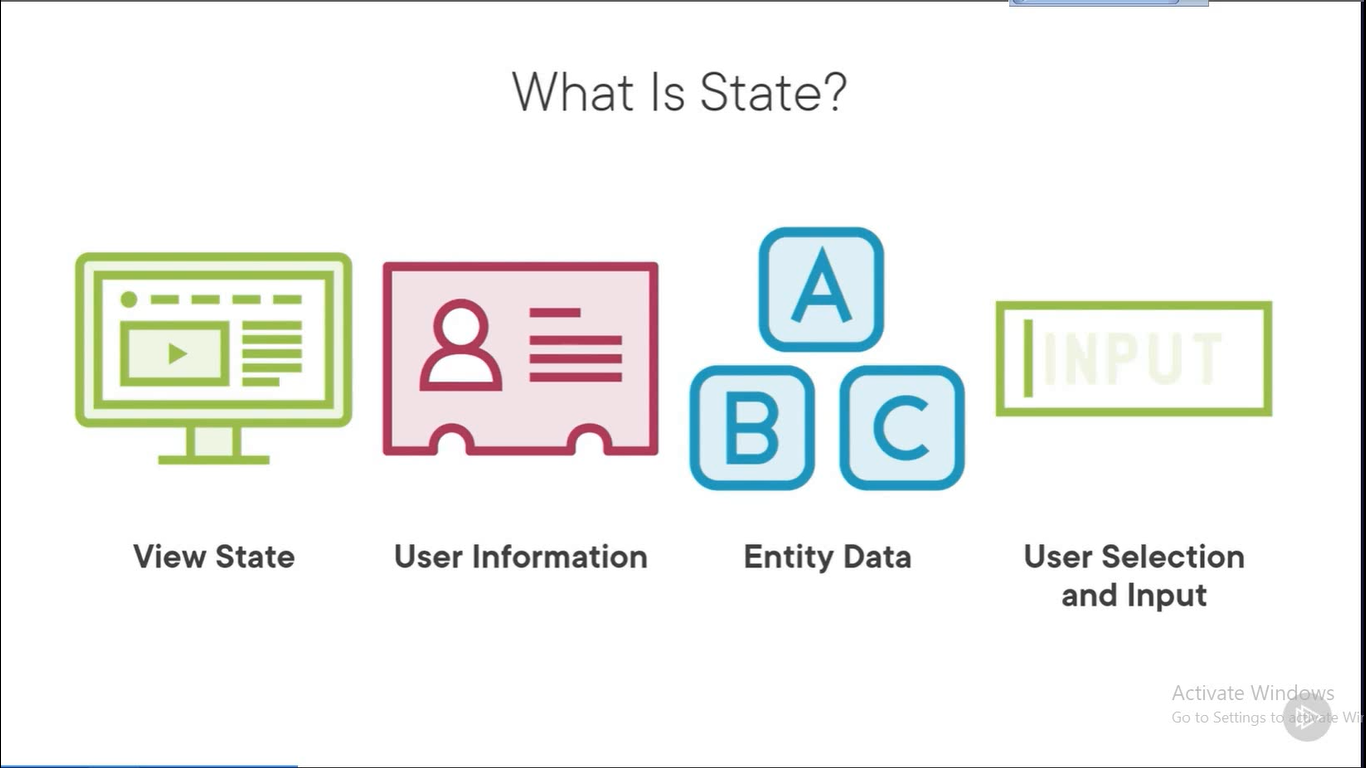 What Is State?
A
B
C
INPUT
View State
User Information
Entity Data
User Selection
and Input
Activate Windows
Go to Settings to activate